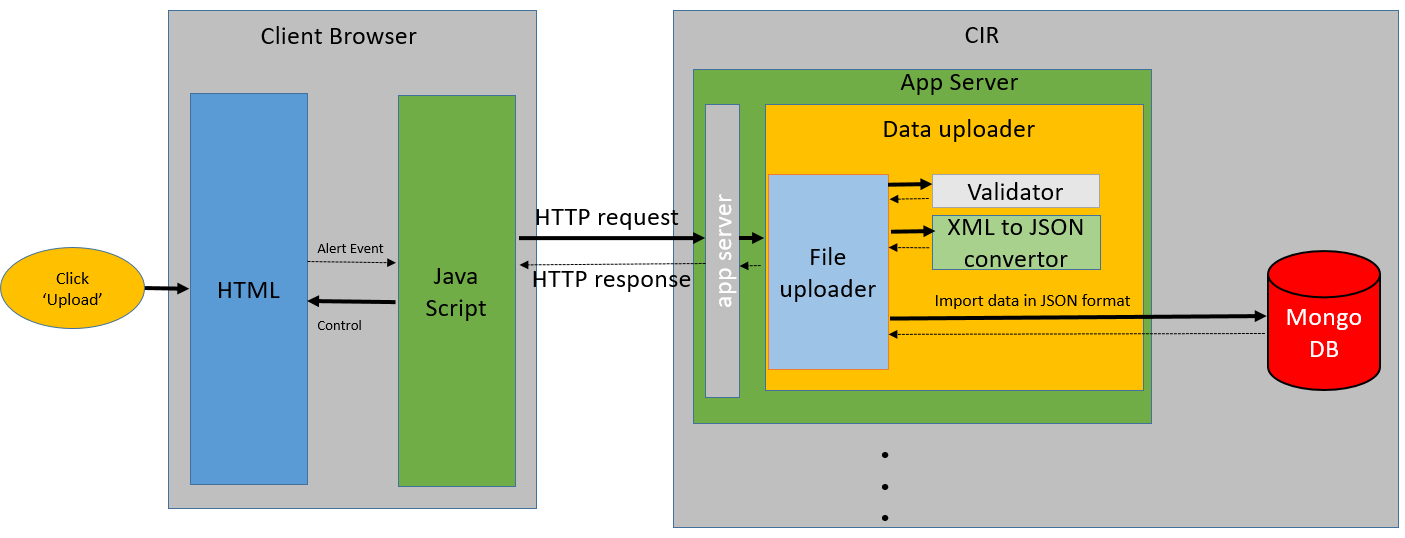 Client Browser
CIR
App Server
Data uploader
Click
'Upload'
HTML
Alert Event
Control
Java
Script
HTTP request
HTTP response
app server
File
uploader
Validator
XML to JSON
convertor
Import data in JSON format
Mongo
DB